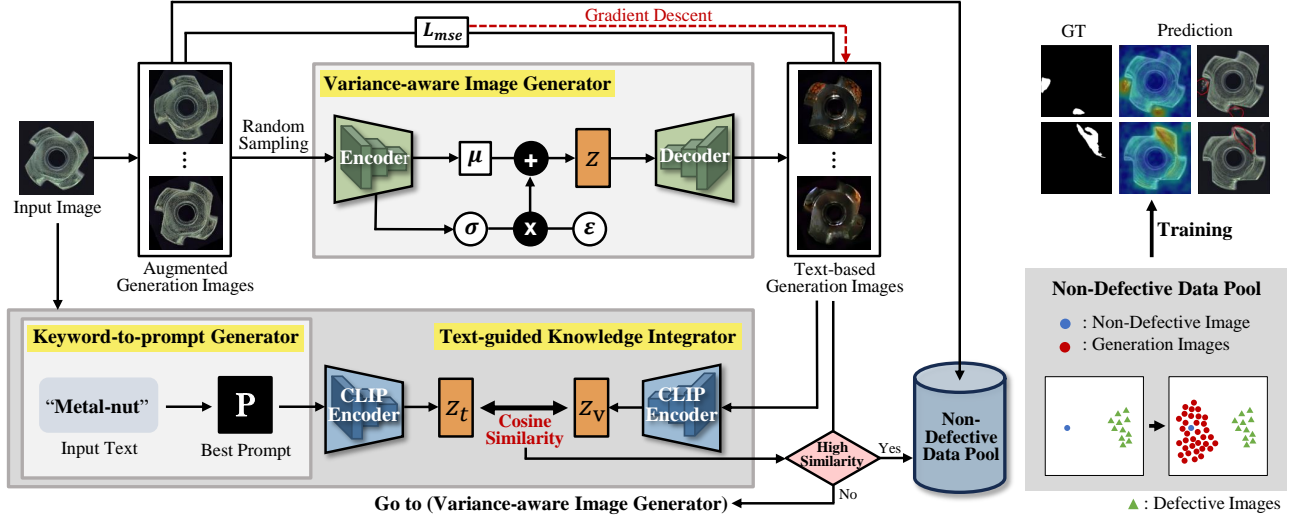 Gradient Descent
L_mse
GT
Prediction
Variance-aware Image Generator
Random
Sampling
Encoder
μ
+
Z
Decoder
σ
x
ε
Input Image
Augmented
Generation Images
Text-based
Generation Images
Training
Keyword-to-prompt Generator
Text-guided Knowledge Integrator
“Metal-nut”
Input Text
P
Best Prompt
CLIP
Encoder
Z_t
Cosine
Similarity
Z_v
CLIP
Encoder
High
Similarity
Yes
No
Non-
Defective
Data Pool
Go to (Variance-aware Image Generator)
Non-Defective Data Pool
: Non-Defective Image
: Generation Images
: Defective Images